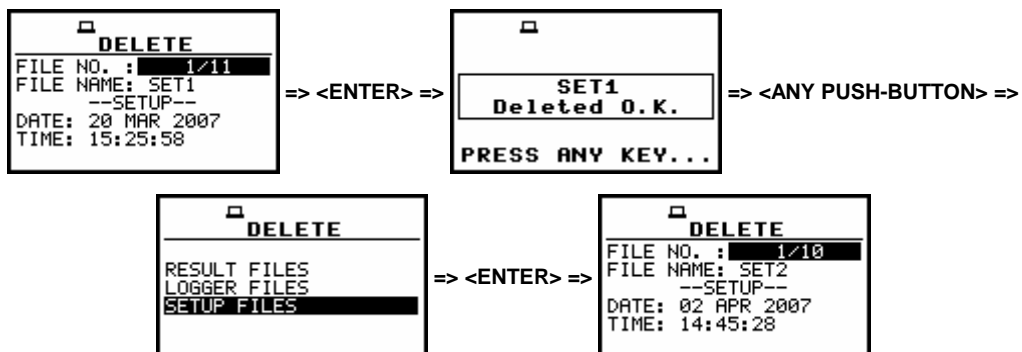 DELETE
FILE NO. : 1/11
FILE NAME: SET1
--SETUP--
DATE: 20 MAR 2007
TIME: 15:25:58
=> <ENTER> =>
SET1
Deleted O.K.
PRESS ANY KEY...
=> <ANY PUSH-BUTTON> =>
DELETE
RESULT FILES
LOGGER FILES
SETUP FILES
=> <ENTER> =>
DELETE
FILE NO. : 1/10
FILE NAME: SET2
--SETUP--
DATE: 02 APR 2007
TIME: 14:45:28